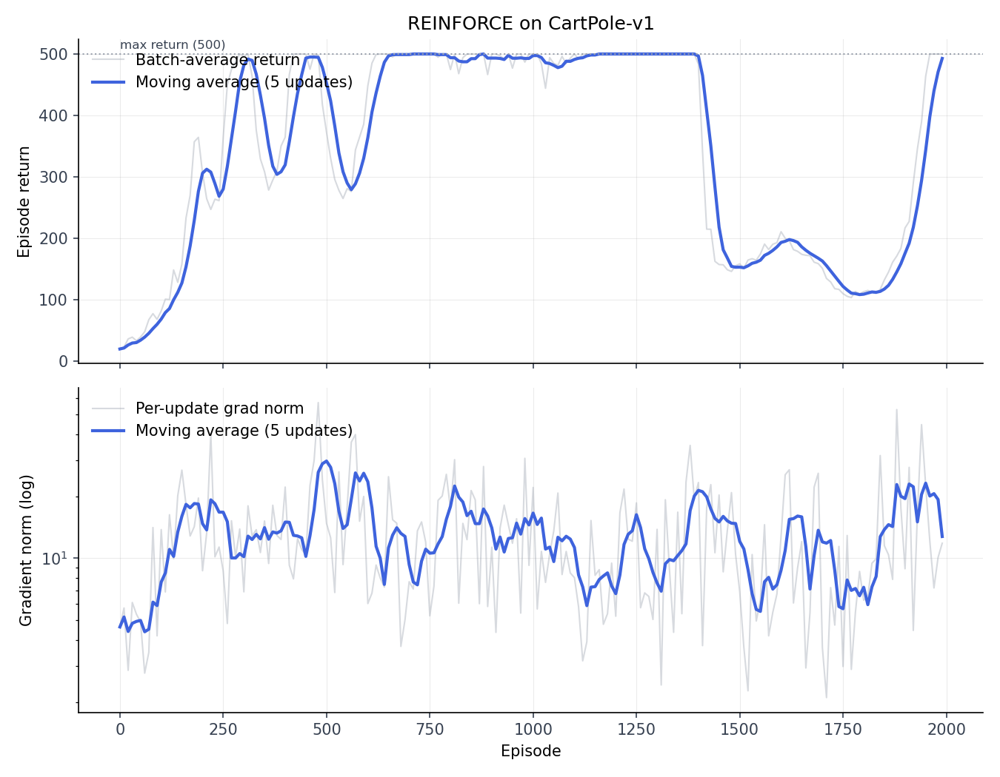 REINFORCE on CartPole-v1
max return (500)
Batch-average return
Moving average (5 updates)
Episode return
500
400
300
200
100
0
Per-update grad norm
Moving average (5 updates)
Gradient norm (log)
10¹
0 250 500 750 1000 1250 1500 1750 2000
Episode